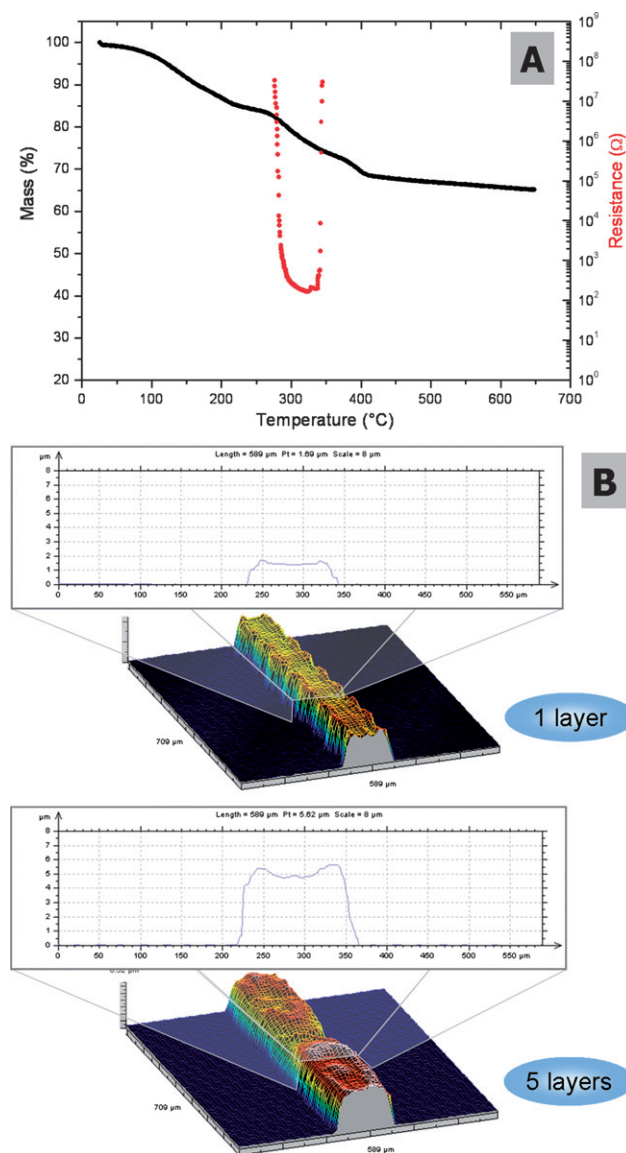 A
100
90
80
70
60
50
40
30
20
Mass (%)
10⁹
10⁸
10⁷
10⁶
10⁵
10⁴
10³
10²
10¹
10⁰
Resistance (Ω)
0 100 200 300 400 500 600 700
Temperature (°C)
B
µm Length = 589 µm Pt = 1.69 µm Scale = 8 µm
8
7
6
5
4
3
2
1
0
0 50 100 150 200 250 300 350 400 450 500 550 µm
709 µm
589 µm
1 layer
µm Length = 589 µm Pt = 5.62 µm Scale = 8 µm
8
7
6
5
4
3
2
1
0
0 50 100 150 200 250 300 350 400 450 500 550 µm
709 µm
589 µm
5 layers